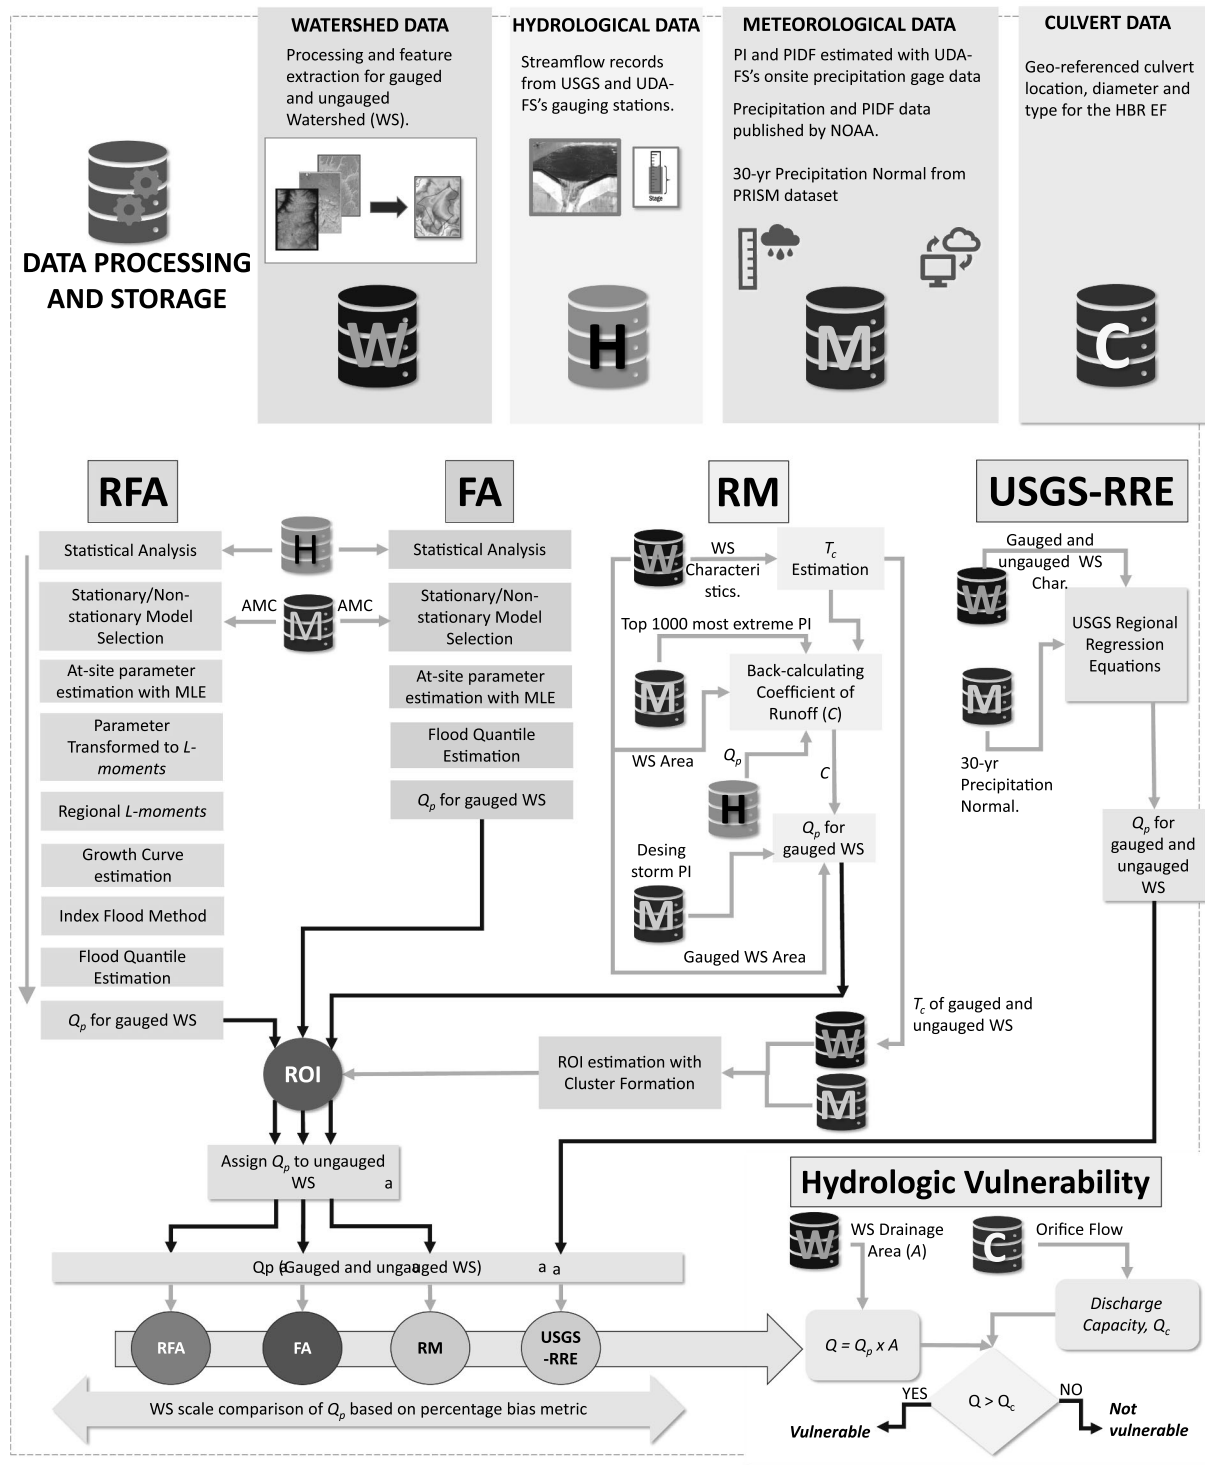 WATERSHED DATA
Processing and feature
extraction for gauged
and ungauged
Watershed (WS).
HYDROLOGICAL DATA
Streamflow records
from USGS and UDA-
FS's gauging stations.
Stage
METEOROLOGICAL DATA
PI and PIDF estimated with UDA-
FS's onsite precipitation gage data
Precipitation and PIDF data
published by NOAA.
30-yr Precipitation Normal from
PRISM dataset
CULVERT DATA
Geo-referenced culvert
location, diameter and
type for the HBR EF
DATA PROCESSING
AND STORAGE
W
H
M
C
RFA
Statistical Analysis
Stationary/Non-
stationary Model
Selection
At-site parameter
estimation with MLE
Parameter
Transformed to L-
moments
Regional L-moments
Growth Curve
estimation
Index Flood Method
Flood Quantile
Estimation
Qp for gauged WS
H
AMC
M
AMC
FA
Statistical Analysis
Stationary/Non-
stationary Model
Selection
At-site parameter
estimation with MLE
Flood Quantile
Estimation
Qp for gauged WS
RM
W
WS
Characteri
stics.
Tc
Estimation
Top 1000 most extreme PI
M
Back-calculating
Coefficient of
Runoff (C)
WS Area
Qp
C
H
Qp for
gauged WS
Desing
storm PI
M
Gauged WS Area
Tc of gauged and
ungauged WS
W
M
ROI estimation with
Cluster Formation
USGS-RRE
Gauged and
ungauged WS
Char.
W
USGS Regional
Regression
Equations
M
30-yr
Precipitation
Normal.
Qp for
gauged and
ungauged
WS
ROI
Assign Qp to ungauged
WS
a
Qp (Gauged and ungauged WS)
a
a
a
a
RFA
FA
RM
USGS
-RRE
WS scale comparison of Qp based on percentage bias metric
Hydrologic Vulnerability
W
WS Drainage
Area (A)
C
Orifice Flow
Discharge
Capacity, Qc
Q = Qp x A
Q > Qc
YES
NO
Vulnerable
Not
vulnerable